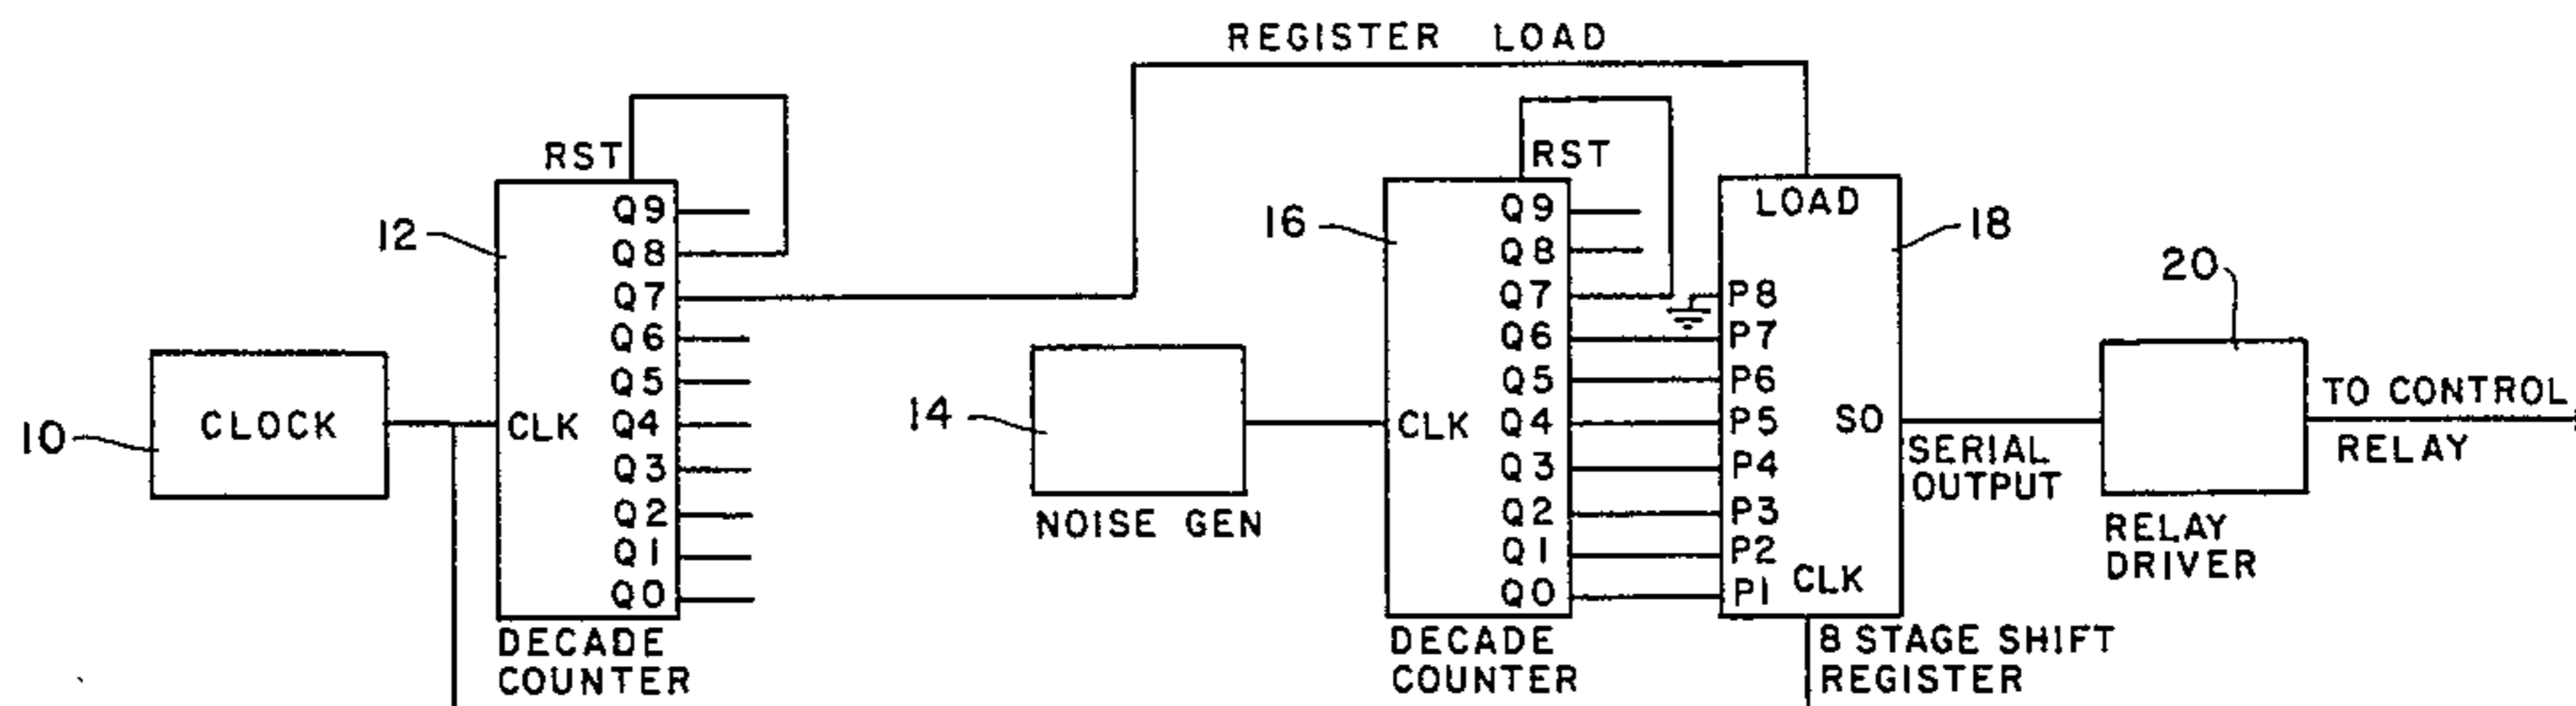 REGISTER LOAD
RST
Q9
Q8
Q7
Q6
Q5
CLK Q4
Q3
Q2
Q1
Q0
12
DECADE
COUNTER
10
CLOCK
14
NOISE GEN
16
RST
Q9
Q8
Q7
Q6
Q5
CLK Q4
Q3
Q2
Q1
Q0
DECADE
COUNTER
18
LOAD
P8
P7
P6
P5 SO
P4
P3
P2
P1 CLK
8 STAGE SHIFT
REGISTER
SERIAL
OUTPUT
20
RELAY
DRIVER
TO CONTROL
RELAY